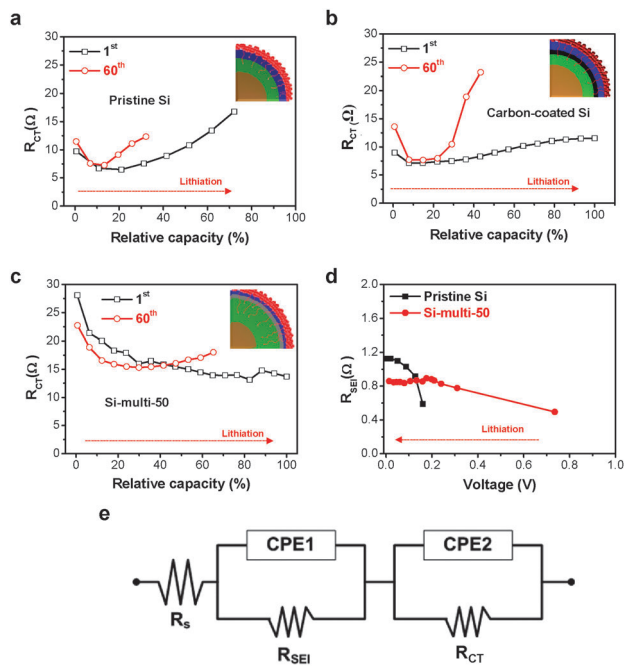 a
30
25
20
15
10
5
0
R_CT(Ω)
1st
60th
Pristine Si
Lithiation
0 20 40 60 80 100
Relative capacity (%)
b
30
25
20
15
10
5
0
R_CT(Ω)
1st
60th
Carbon-coated Si
Lithiation
0 20 40 60 80 100
Relative capacity (%)
c
30
25
20
15
10
5
0
R_CT(Ω)
1st
60th
Si-multi-50
Lithiation
0 20 40 60 80 100
Relative capacity (%)
d
1.8
1.5
1.2
0.9
0.6
0.3
0.0
R_SEI(Ω)
Pristine Si
Si-multi-50
Lithiation
0.0 0.2 0.4 0.6 0.8 1.0
Voltage (V)
e
CPE1 CPE2
R_s
R_SEI R_CT